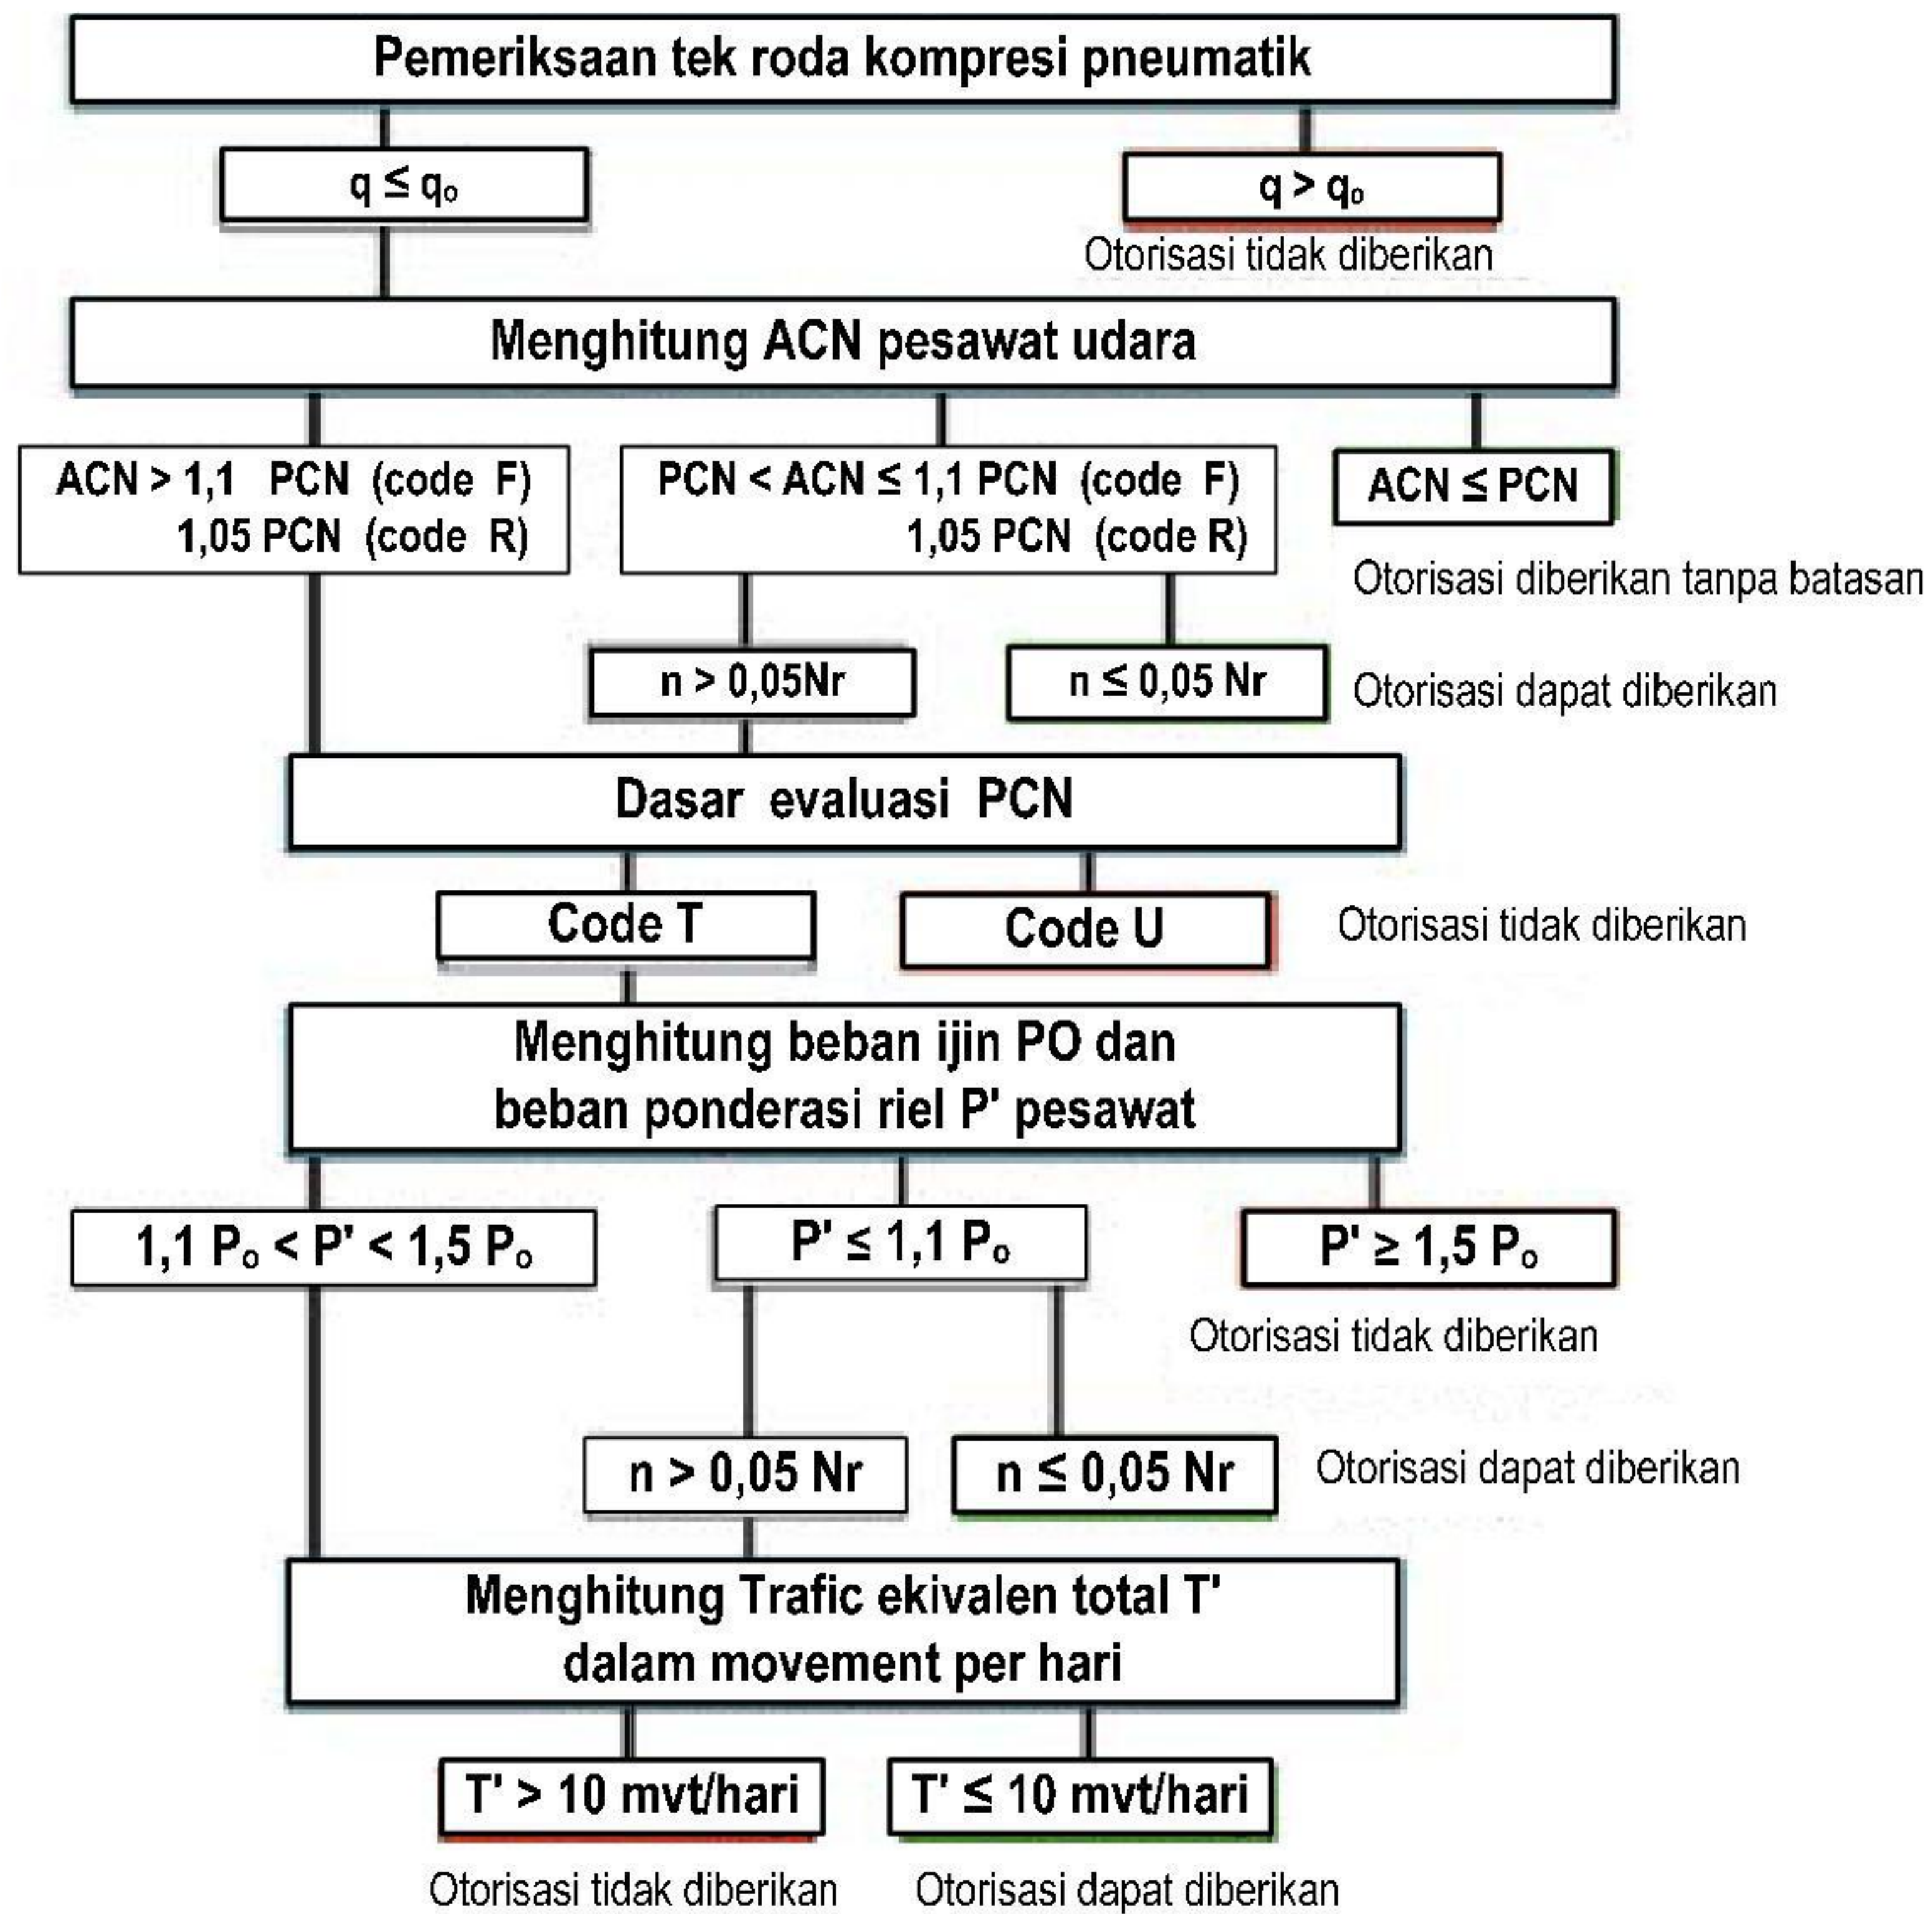 Pemeriksaan tek roda kompresi pneumatik
q ≤ qₒ
q > qₒ
Otorisasi tidak diberikan
Menghitung ACN pesawat udara
ACN > 1,1 PCN (code F)
1,05 PCN (code R)
PCN < ACN ≤ 1,1 PCN (code F)
1,05 PCN (code R)
ACN ≤ PCN
Otorisasi diberikan tanpa batasan
n > 0,05Nr
n ≤ 0,05 Nr
Otorisasi dapat diberikan
Dasar evaluasi PCN
Code T
Code U
Otorisasi tidak diberikan
Menghitung beban ijin PO dan
beban ponderasi riel P' pesawat
1,1 Pₒ < P' < 1,5 Pₒ
P' ≤ 1,1 Pₒ
P' ≥ 1,5 Pₒ
Otorisasi tidak diberikan
n > 0,05 Nr
n ≤ 0,05 Nr
Otorisasi dapat diberikan
Menghitung Trafic ekivalen total T'
dalam movement per hari
T' > 10 mvt/hari
T' ≤ 10 mvt/hari
Otorisasi tidak diberikan
Otorisasi dapat diberikan